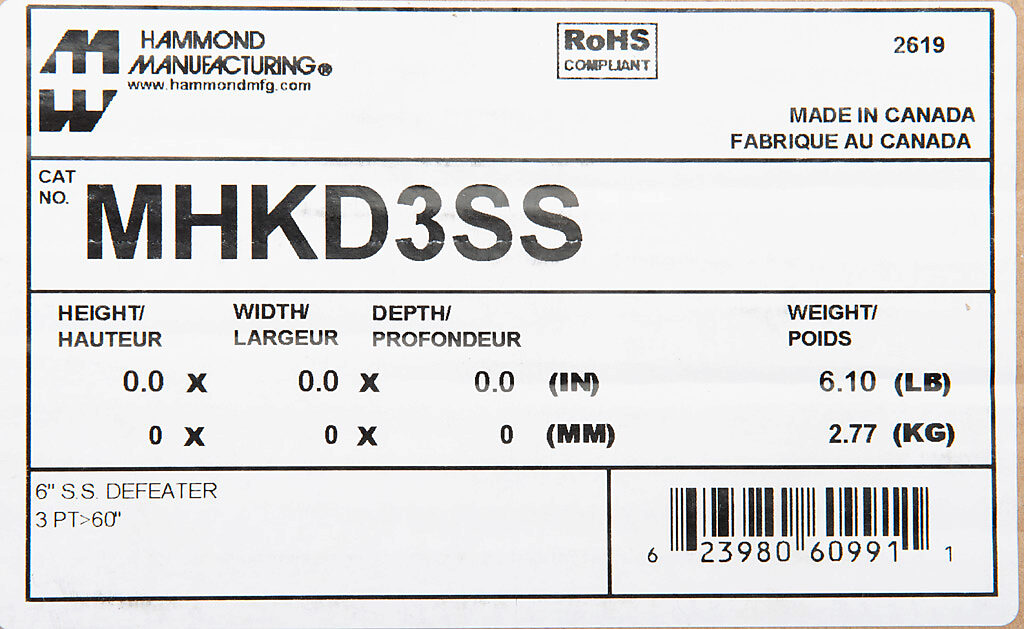 HAMMOND
MANUFACTURING®
www.hammondmfg.com
RoHS
COMPLIANT
2619
MADE IN CANADA
FABRIQUE AU CANADA
CAT
NO.
MHKD3SS
HEIGHT/ WIDTH/ DEPTH/ WEIGHT/
HAUTEUR LARGEUR PROFONDEUR POIDS
0.0 X 0.0 X 0.0 (IN) 6.10 (LB)
0 X 0 X 0 (MM) 2.77 (KG)
6" S.S. DEFEATER
3 PT>60"
6 23980 60991 1